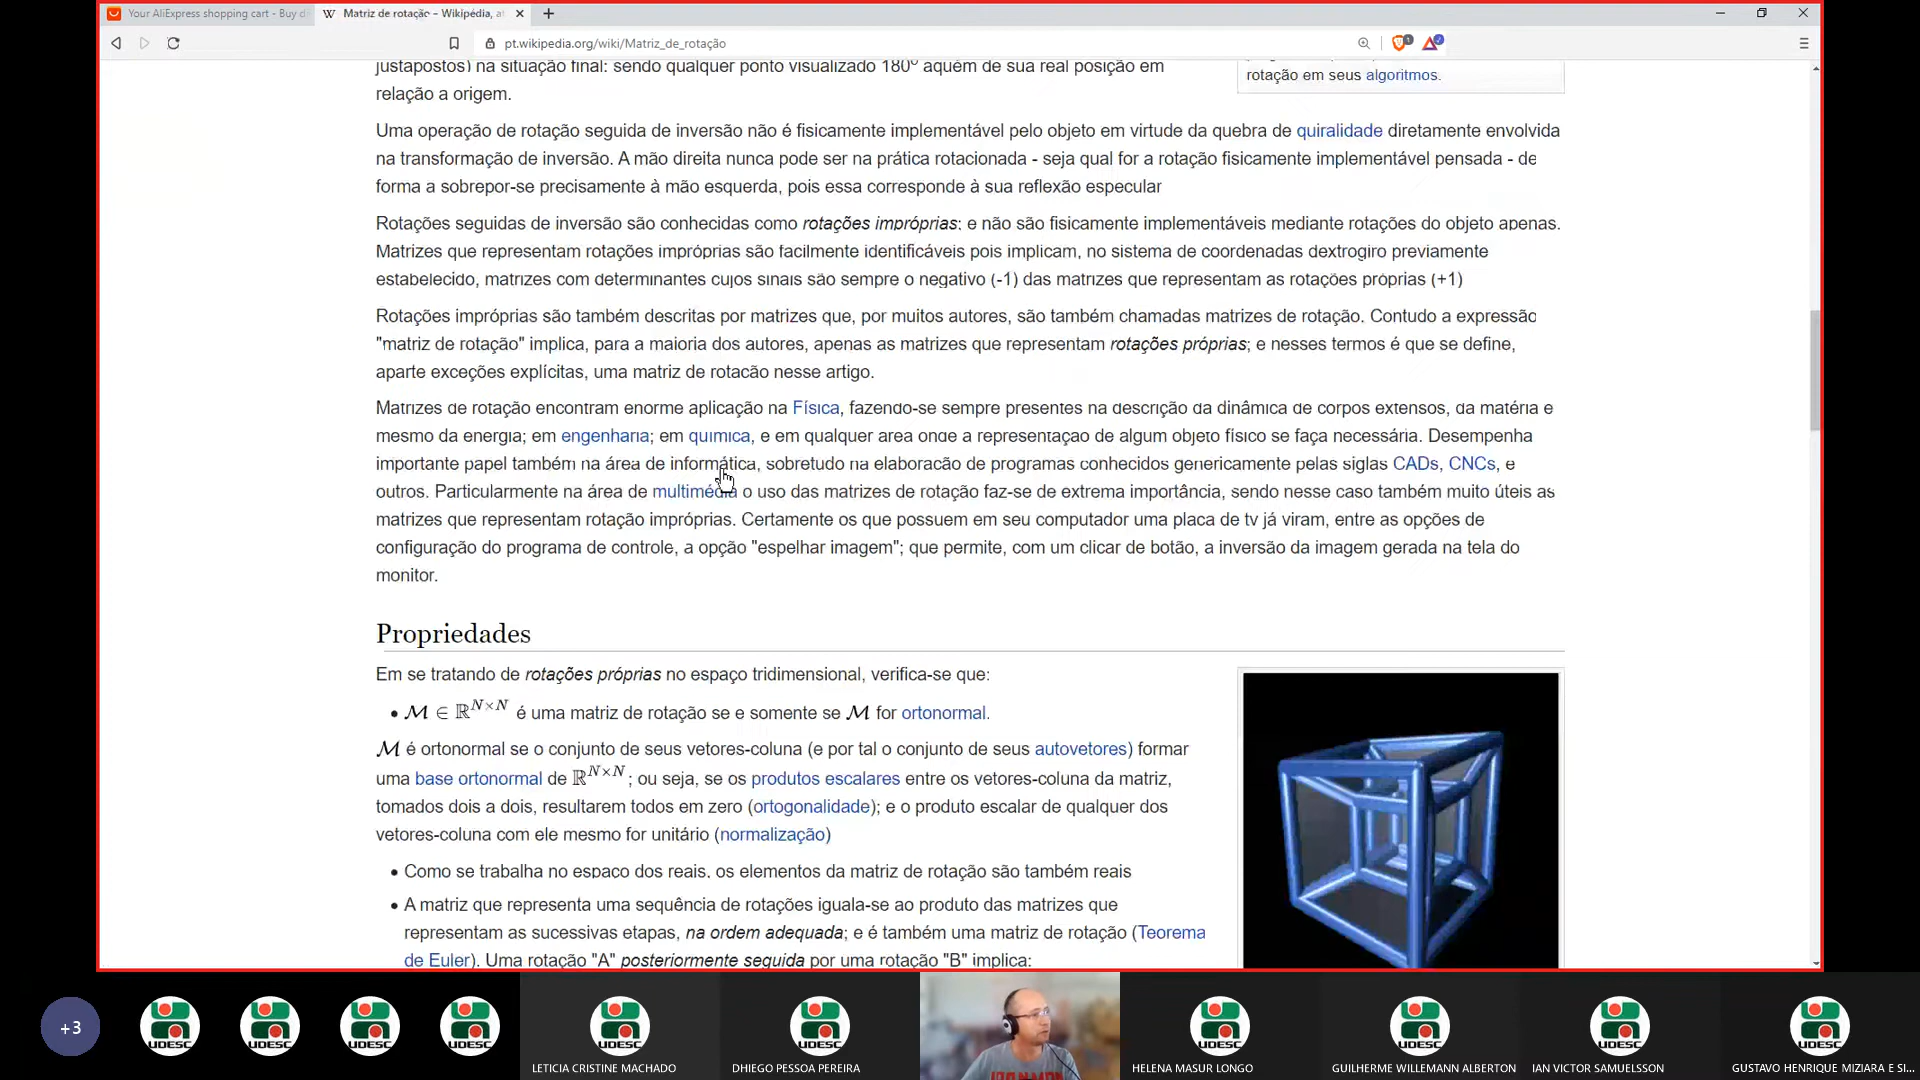 Your AliExpress shopping cart - Buy d
Matriz de rotação – Wikipédia, a
pt.wikipedia.org/wiki/Matriz_de_rotação
justapostos) na situação final: sendo qualquer ponto visualizado 180º aquém de sua real posição em
relação a origem.
rotação em seus algoritmos.
Uma operação de rotação seguida de inversão não é fisicamente implementável pelo objeto em virtude da quebra de quiralidade diretamente envolvida
na transformação de inversão. A mão direita nunca pode ser na prática rotacionada - seja qual for a rotação fisicamente implementável pensada - de
forma a sobrepor-se precisamente à mão esquerda, pois essa corresponde à sua reflexão especular
Rotações seguidas de inversão são conhecidas como rotações impróprias; e não são fisicamente implementáveis mediante rotações do objeto apenas.
Matrizes que representam rotações impróprias são facilmente identificáveis pois implicam, no sistema de coordenadas dextrogiro previamente
estabelecido, matrizes com determinantes cujos sinais são sempre o negativo (-1) das matrizes que representam as rotações próprias (+1)
Rotações impróprias são também descritas por matrizes que, por muitos autores, são também chamadas matrizes de rotação. Contudo a expressão
"matriz de rotação" implica, para a maioria dos autores, apenas as matrizes que representam rotações próprias; e nesses termos é que se define,
aparte exceções explícitas, uma matriz de rotação nesse artigo.
Matrizes de rotação encontram enorme aplicação na Física, fazendo-se sempre presentes na descrição da dinâmica de corpos extensos, da matéria e
mesmo da energia; em engenharia; em química, e em qualquer área onde a representação de algum objeto físico se faça necessária. Desempenha
importante papel também na área de informática, sobretudo na elaboração de programas conhecidos genericamente pelas siglas CADs, CNCs, e
outros. Particularmente na área de multimédia o uso das matrizes de rotação faz-se de extrema importância, sendo nesse caso também muito úteis as
matrizes que representam rotação impróprias. Certamente os que possuem em seu computador uma placa de tv já viram, entre as opções de
configuração do programa de controle, a opção "espelhar imagem"; que permite, com um clicar de botão, a inversão da imagem gerada na tela do
monitor.
Propriedades
Em se tratando de rotações próprias no espaço tridimensional, verifica-se que:
• ℳ ∈ ℝ^{N×N} é uma matriz de rotação se e somente se ℳ for ortonormal.
ℳ é ortonormal se o conjunto de seus vetores-coluna (e por tal o conjunto de seus autovetores) formar
uma base ortonormal de ℝ^{N×N}; ou seja, se os produtos escalares entre os vetores-coluna da matriz,
tomados dois a dois, resultarem todos em zero (ortogonalidade); e o produto escalar de qualquer dos
vetores-coluna com ele mesmo for unitário (normalização)
• Como se trabalha no espaço dos reais, os elementos da matriz de rotação são também reais
• A matriz que representa uma sequência de rotações iguala-se ao produto das matrizes que
representam as sucessivas etapas, na ordem adequada; e é também uma matriz de rotação (Teorema
de Euler). Uma rotação "A" posteriormente seguida por uma rotação "B" implica:
+3
UDESC
UDESC
UDESC
UDESC
UDESC
LETICIA CRISTINE MACHADO
UDESC
DHIEGO PESSOA PEREIRA
UDESC
HELENA MASUR LONGO
UDESC
GUILHERME WILLEMANN ALBERTON
UDESC
IAN VICTOR SAMUELSSON
UDESC
GUSTAVO HENRIQUE MIZIARA E SI...